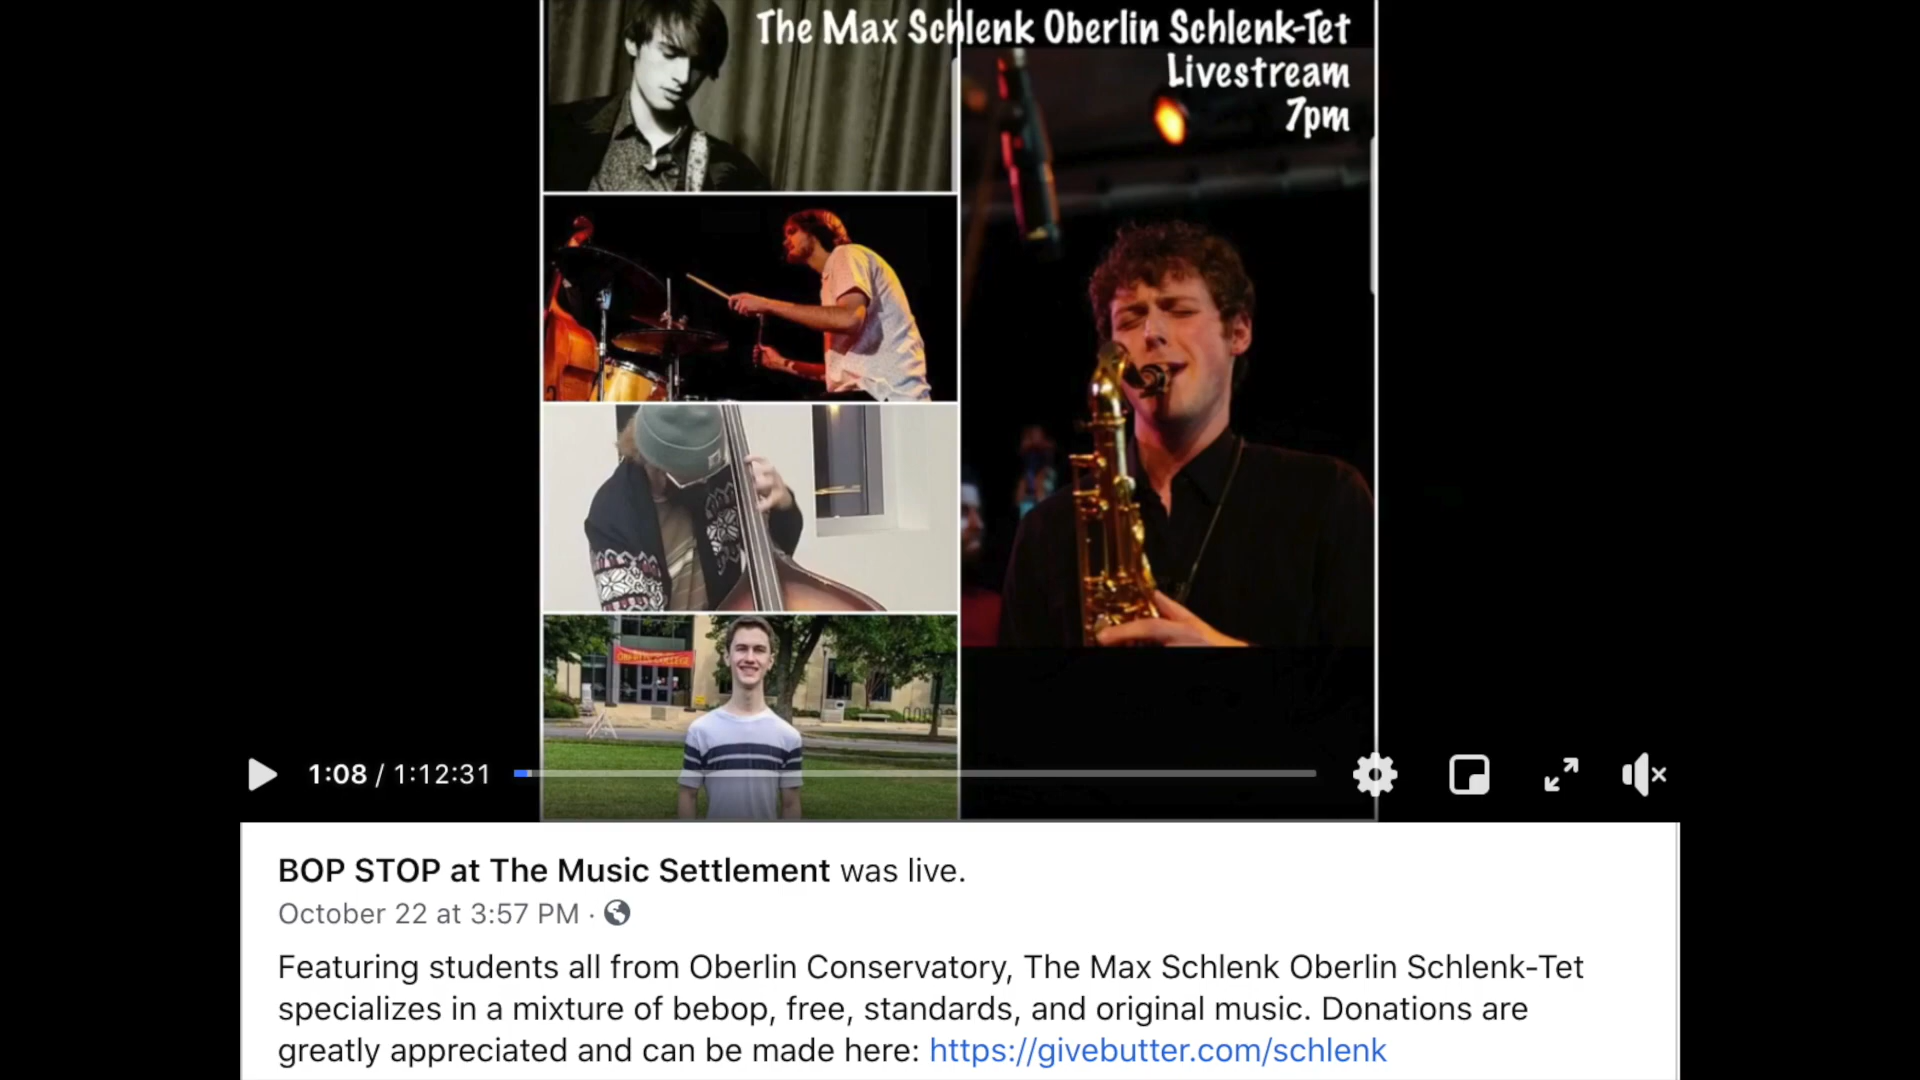 The Max Schlenk Oberlin Schlenk-Tet
Livestream
7pm
OBERLIN COLLEGE
1:08 / 1:12:31
BOP STOP at The Music Settlement was live.
October 22 at 3:57 PM ·
Featuring students all from Oberlin Conservatory, The Max Schlenk Oberlin Schlenk-Tet
specializes in a mixture of bebop, free, standards, and original music. Donations are
greatly appreciated and can be made here: https://givebutter.com/schlenk